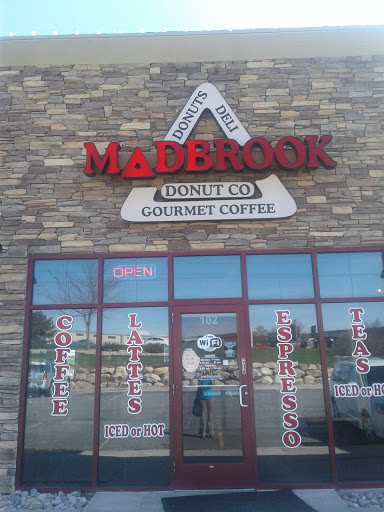 DONUTS
DELI
MADBROOK
DONUT CO
GOURMET COFFEE
OPEN
102
WiFi
COFFEE
LATTES
ICED or HOT
ESPRESSO
TEAS
ICED or HO